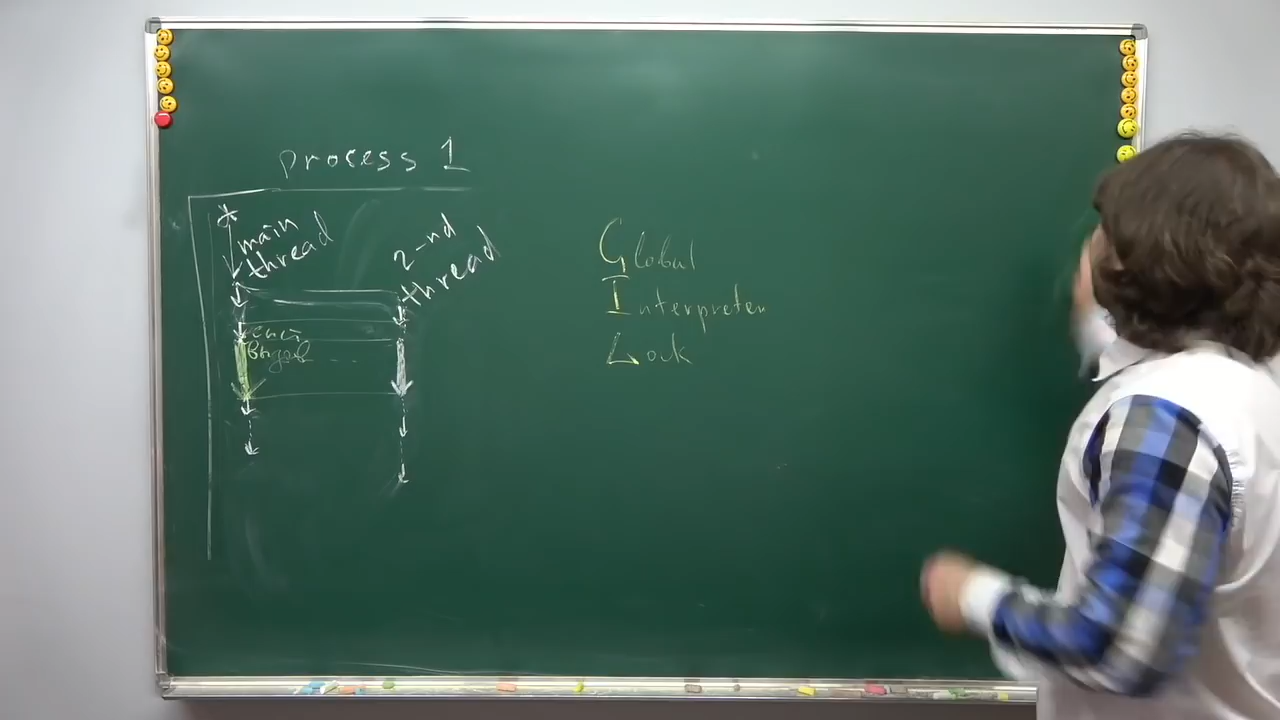 process 1
main
thread
2-nd
thread
Global
Interpreter
Lock